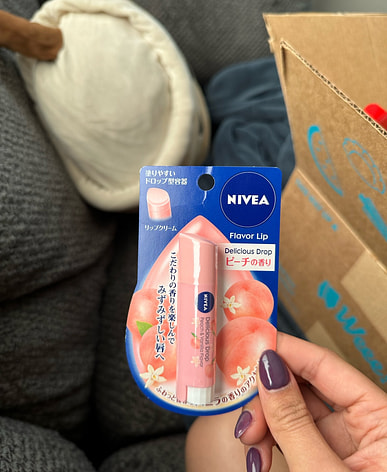 塗りやすい
ドロップ型容器
リップクリーム
NIVEA
Flavor Lip
Delicious Drop
ピーチの香り
こだわりの香りを楽しんで
みずみずしい唇へ
NIVEA
Delicious Drop